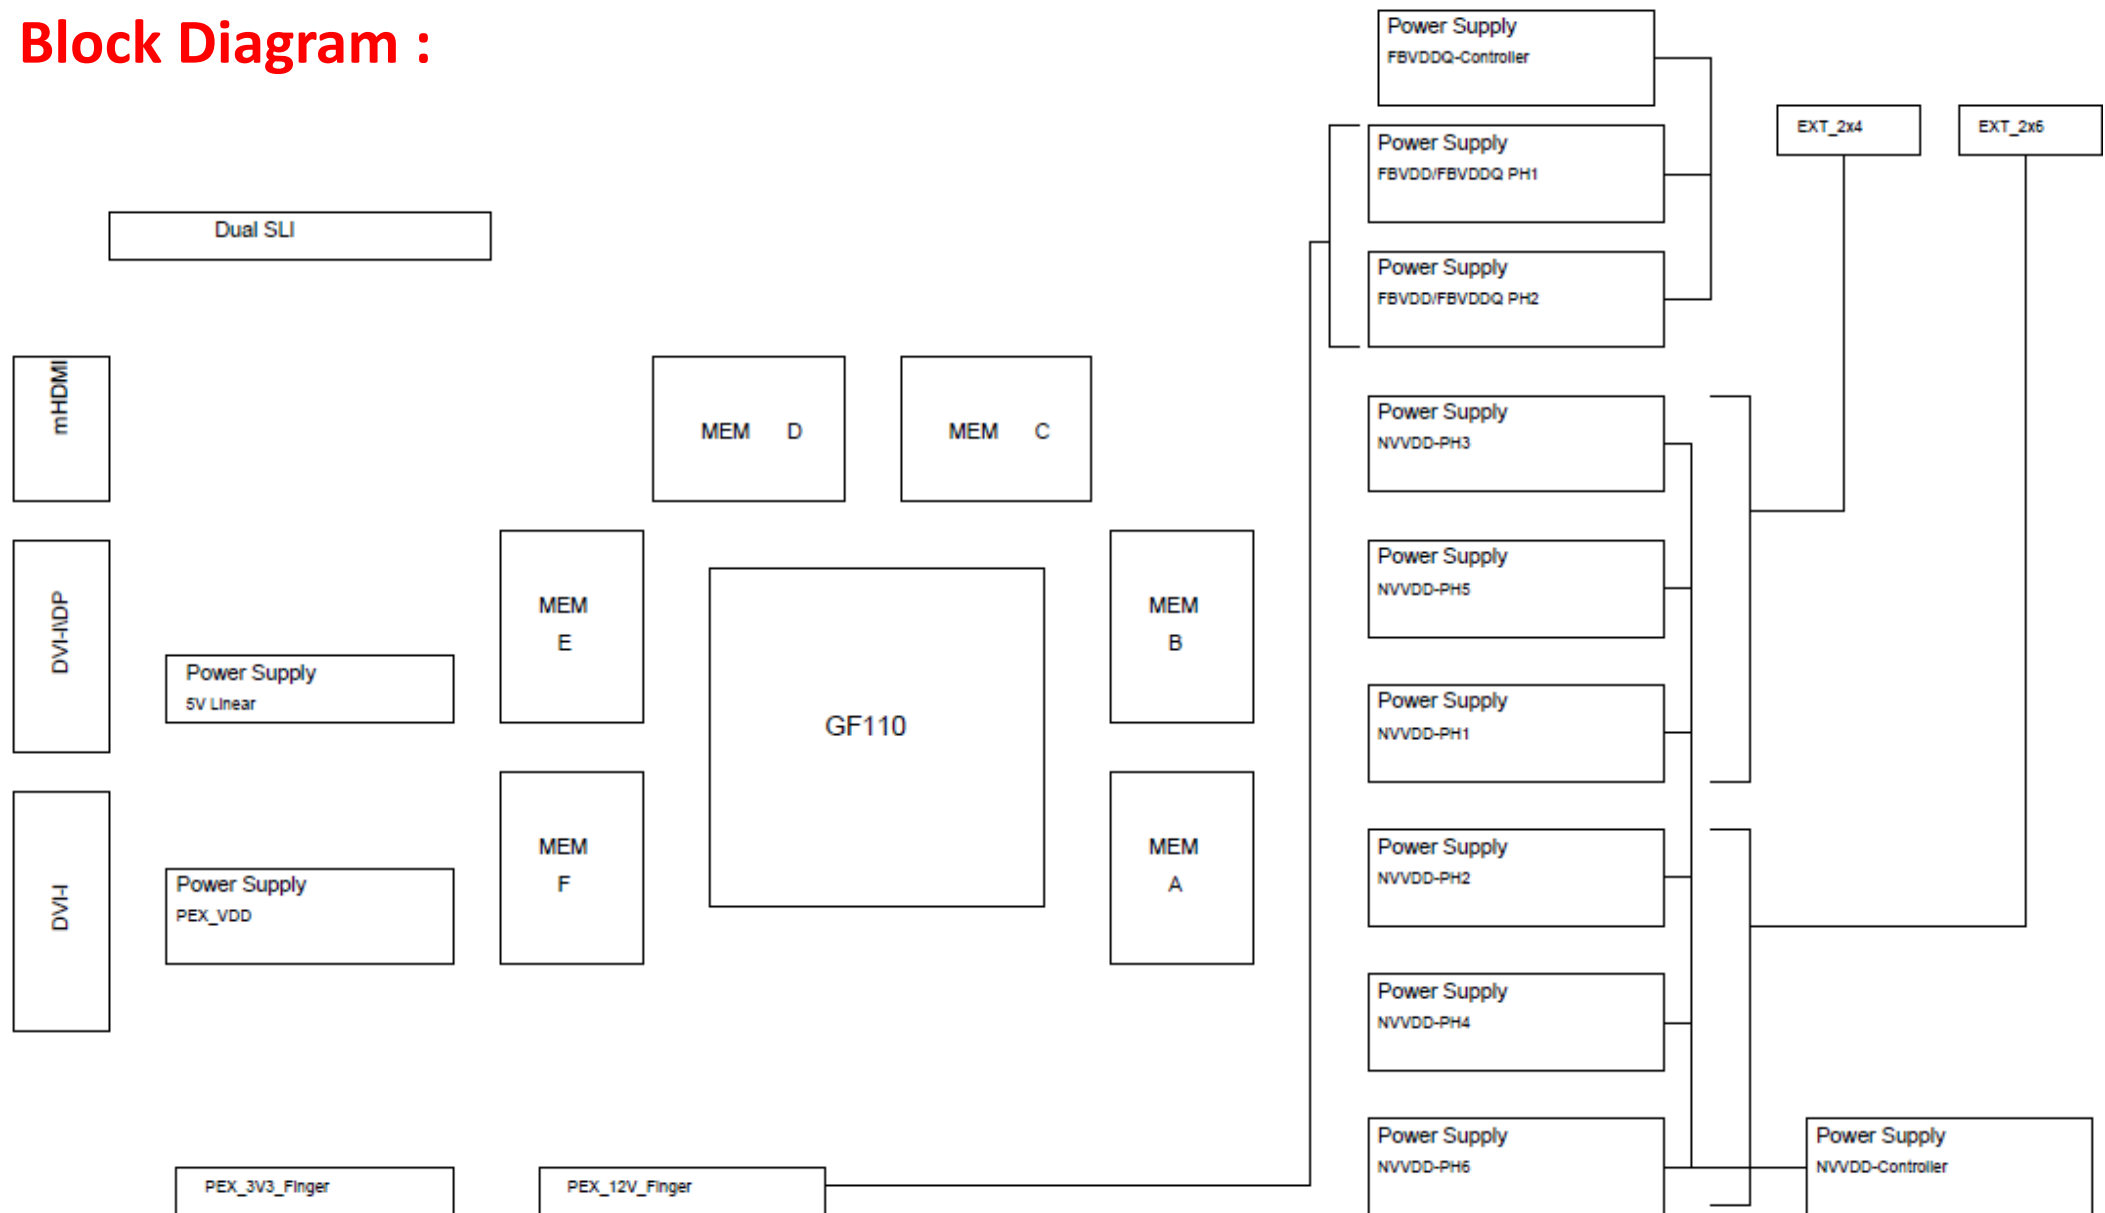 Block Diagram :
Power Supply
FBVDDQ-Controller
EXT_2x4
EXT_2x6
Power Supply
FBVDD/FBVDDQ PH1
Dual SLI
Power Supply
FBVDD/FBVDDQ PH2
mHDMI
MEM D
MEM C
Power Supply
NVVDD-PH3
DVI-I\DP
MEM
E
MEM
B
Power Supply
NVVDD-PH5
Power Supply
5V Linear
GF110
Power Supply
NVVDD-PH1
DVI-I
Power Supply
PEX_VDD
MEM
F
MEM
A
Power Supply
NVVDD-PH2
Power Supply
NVVDD-PH4
Power Supply
NVVDD-PH6
Power Supply
NVVDD-Controller
PEX_3V3_Finger
PEX_12V_Finger